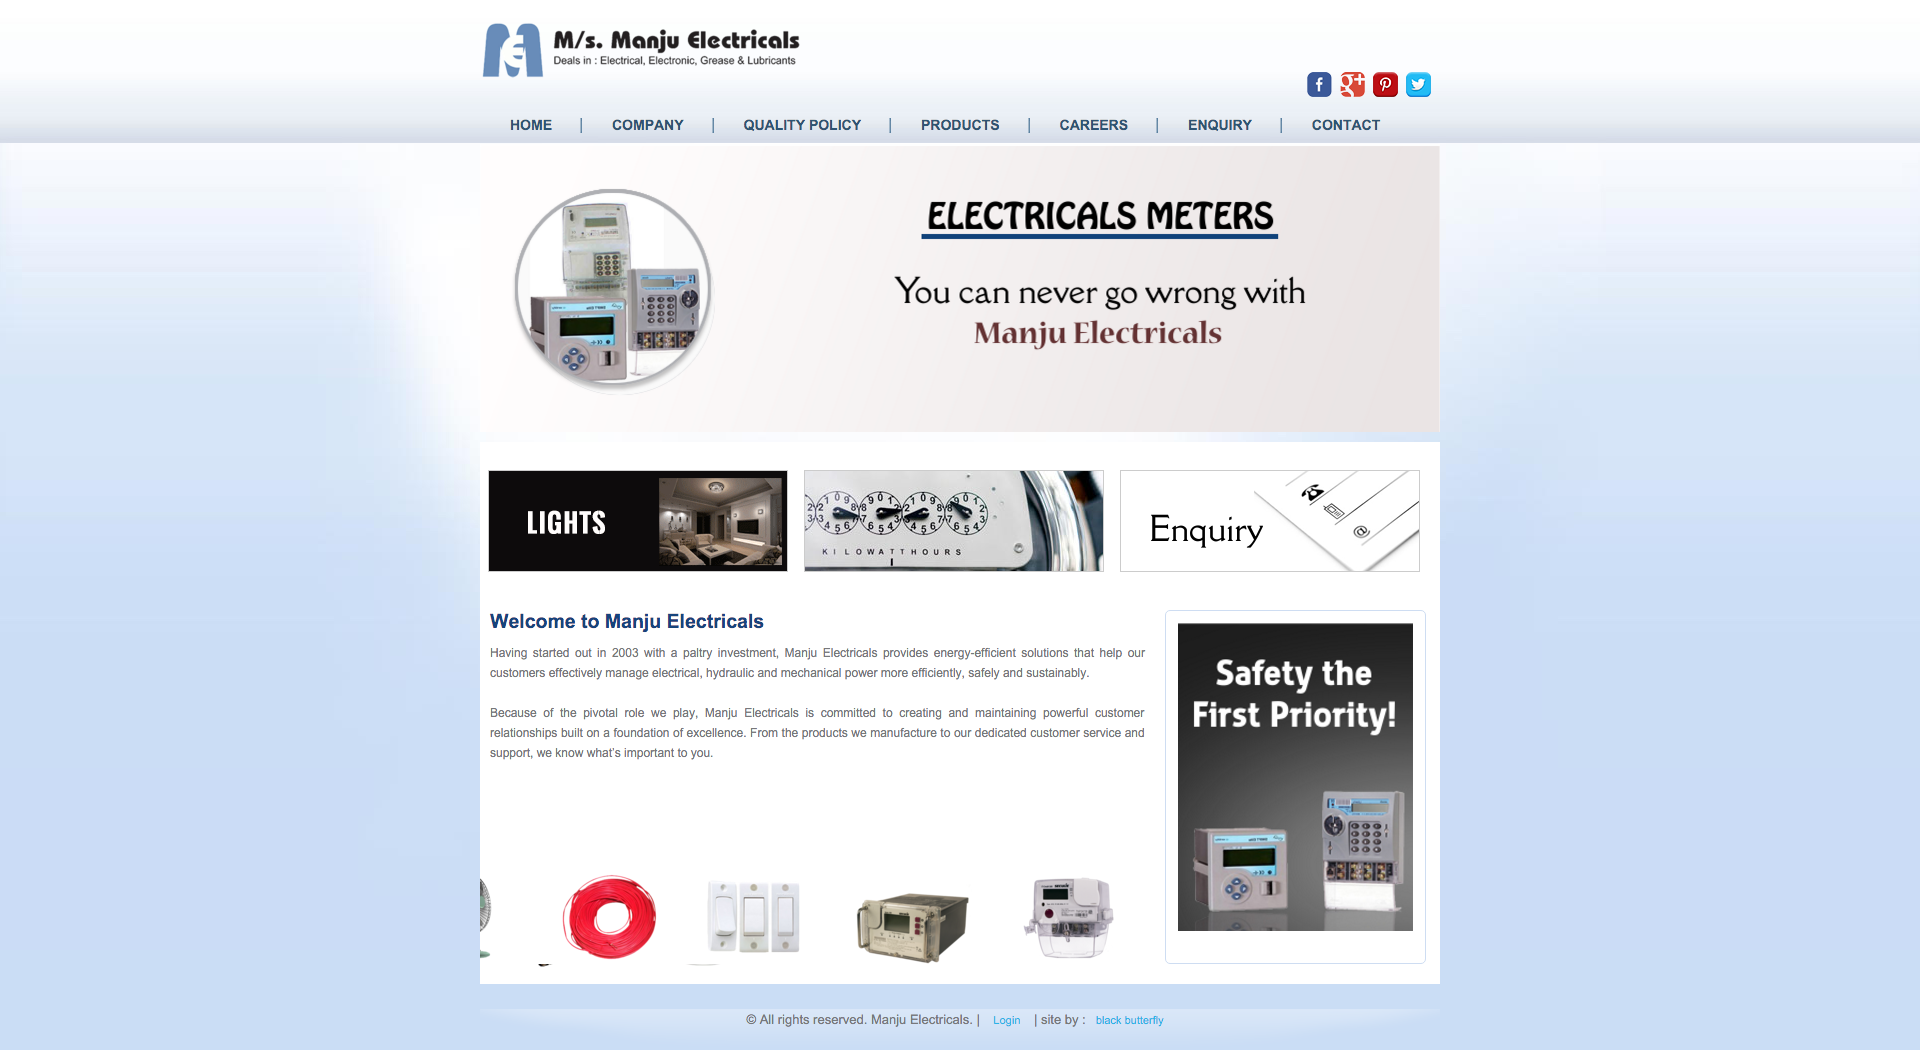 M/s. Manju Electricals
Deals in : Electrical, Electronic, Grease & Lubricants
HOME | COMPANY | QUALITY POLICY | PRODUCTS | CAREERS | ENQUIRY | CONTACT
ELECTRICALS METERS
You can never go wrong with
Manju Electricals
LIGHTS
KILOWATTHOURS
Enquiry
Welcome to Manju Electricals
Having started out in 2003 with a paltry investment, Manju Electricals provides energy-efficient solutions that help our
customers effectively manage electrical, hydraulic and mechanical power more efficiently, safely and sustainably.
Because of the pivotal role we play, Manju Electricals is committed to creating and maintaining powerful customer
relationships built on a foundation of excellence. From the products we manufacture to our dedicated customer service and
support, we know what's important to you.
Safety the
First Priority!
© All rights reserved. Manju Electricals. | Login | site by : black butterfly